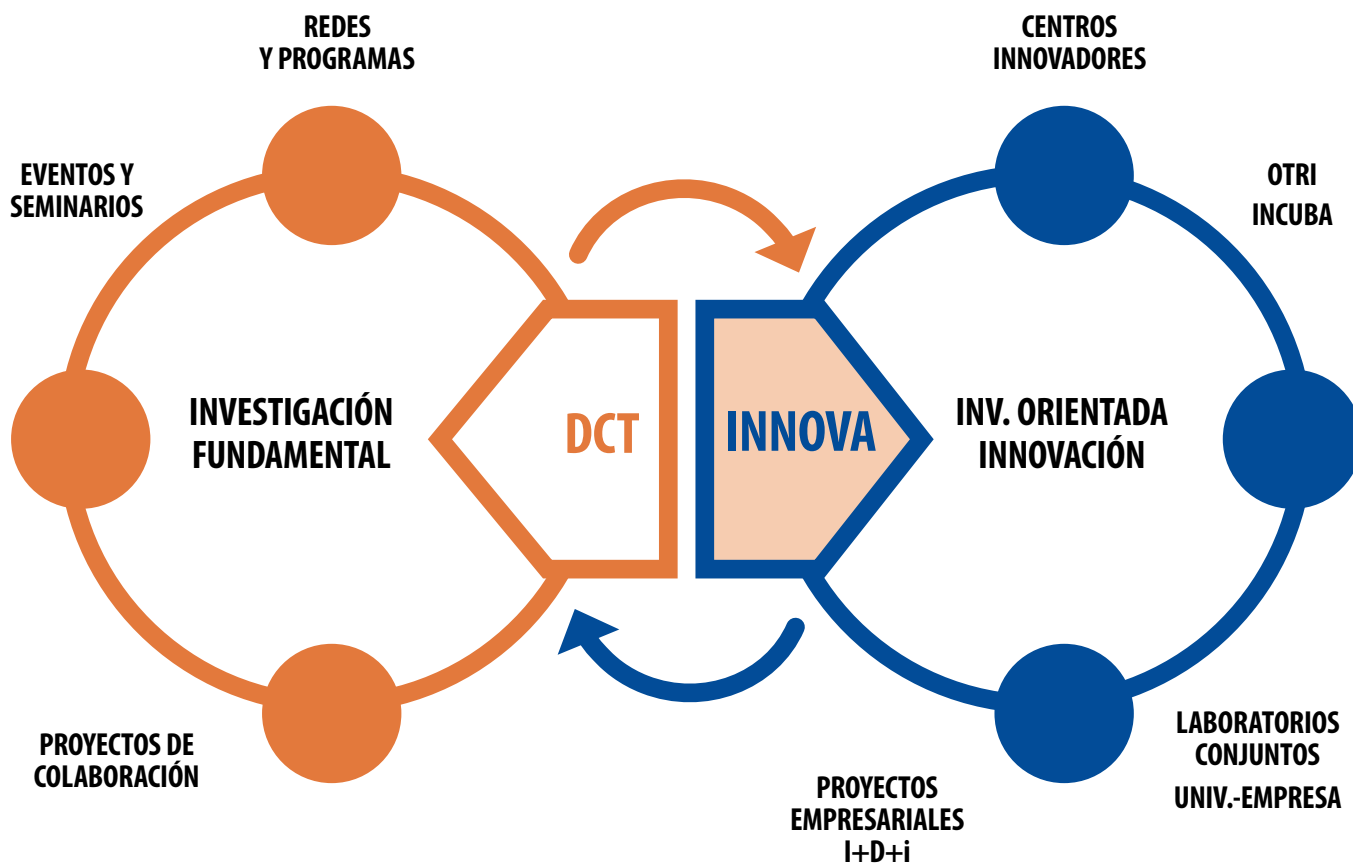 REDES
Y PROGRAMAS
EVENTOS Y
SEMINARIOS
INVESTIGACIÓN
FUNDAMENTAL
DCT
PROYECTOS DE
COLABORACIÓN
CENTROS
INNOVADORES
OTRI
INCUBA
INNOVA
INV. ORIENTADA
INNOVACIÓN
LABORATORIOS
CONJUNTOS
UNIV.-EMPRESA
PROYECTOS
EMPRESARIALES
I+D+i